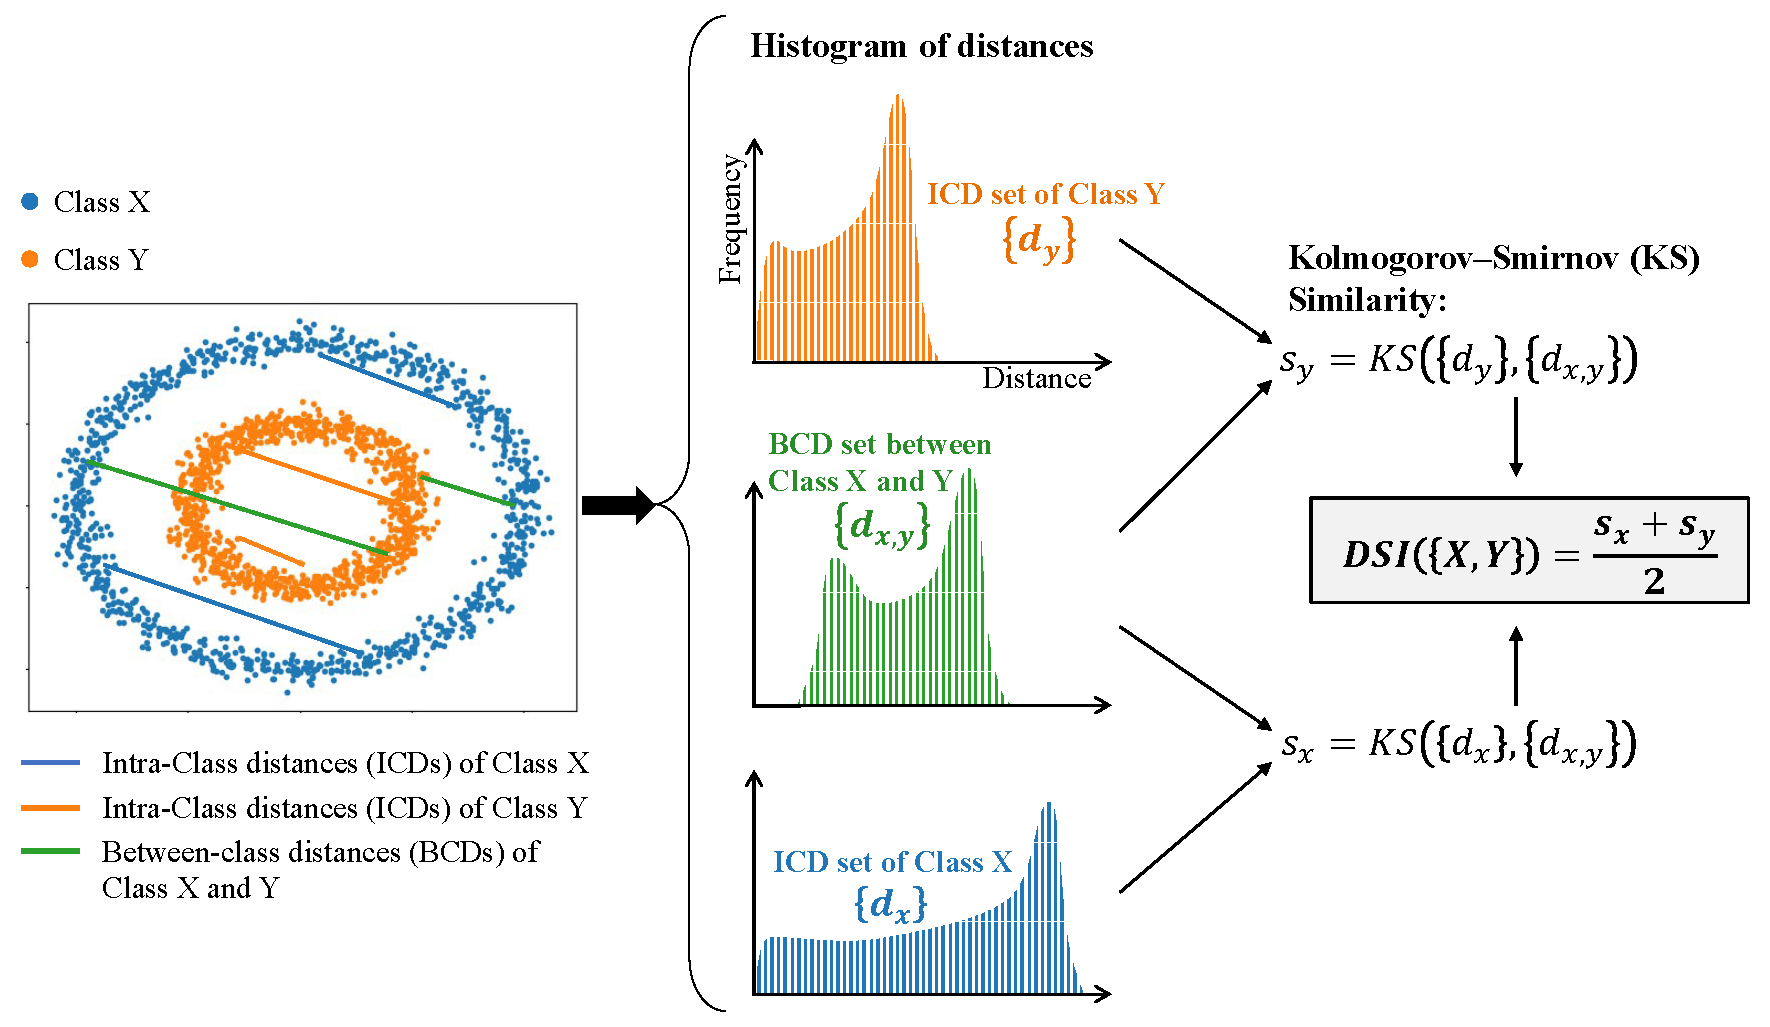 Class X
Class Y
Intra-Class distances (ICDs) of Class X
Intra-Class distances (ICDs) of Class Y
Between-class distances (BCDs) of
Class X and Y
Histogram of distances
Frequency
ICD set of Class Y
{d_y}
Distance
BCD set between
Class X and Y
{d_{x,y}}
ICD set of Class X
{d_x}
Kolmogorov–Smirnov (KS)
Similarity:
s_y = KS({d_y},{d_{x,y}})
DSI({X,Y}) = \frac{s_x + s_y}{2}
s_x = KS({d_x},{d_{x,y}})